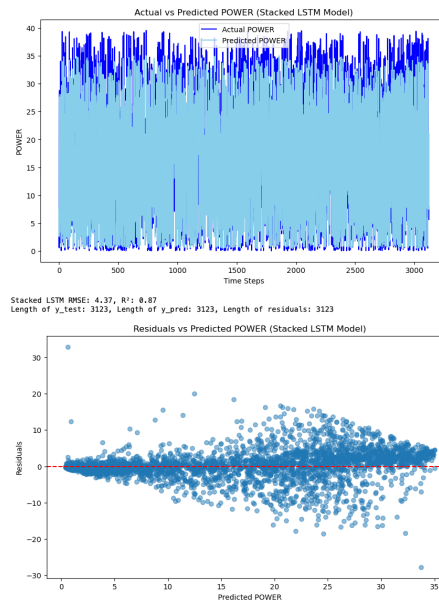 Actual vs Predicted POWER (Stacked LSTM Model)
Actual POWER
Predicted POWER
40
35
30
25
20
15
10
5
0
POWER
0 500 1000 1500 2000 2500 3000
Time Steps
Stacked LSTM RMSE: 4.37, R²: 0.87
Length of y_test: 3123, Length of y_pred: 3123, Length of residuals: 3123
Residuals vs Predicted POWER (Stacked LSTM Model)
30
20
10
0
−10
−20
−30
Residuals
0 5 10 15 20 25 30 35
Predicted POWER